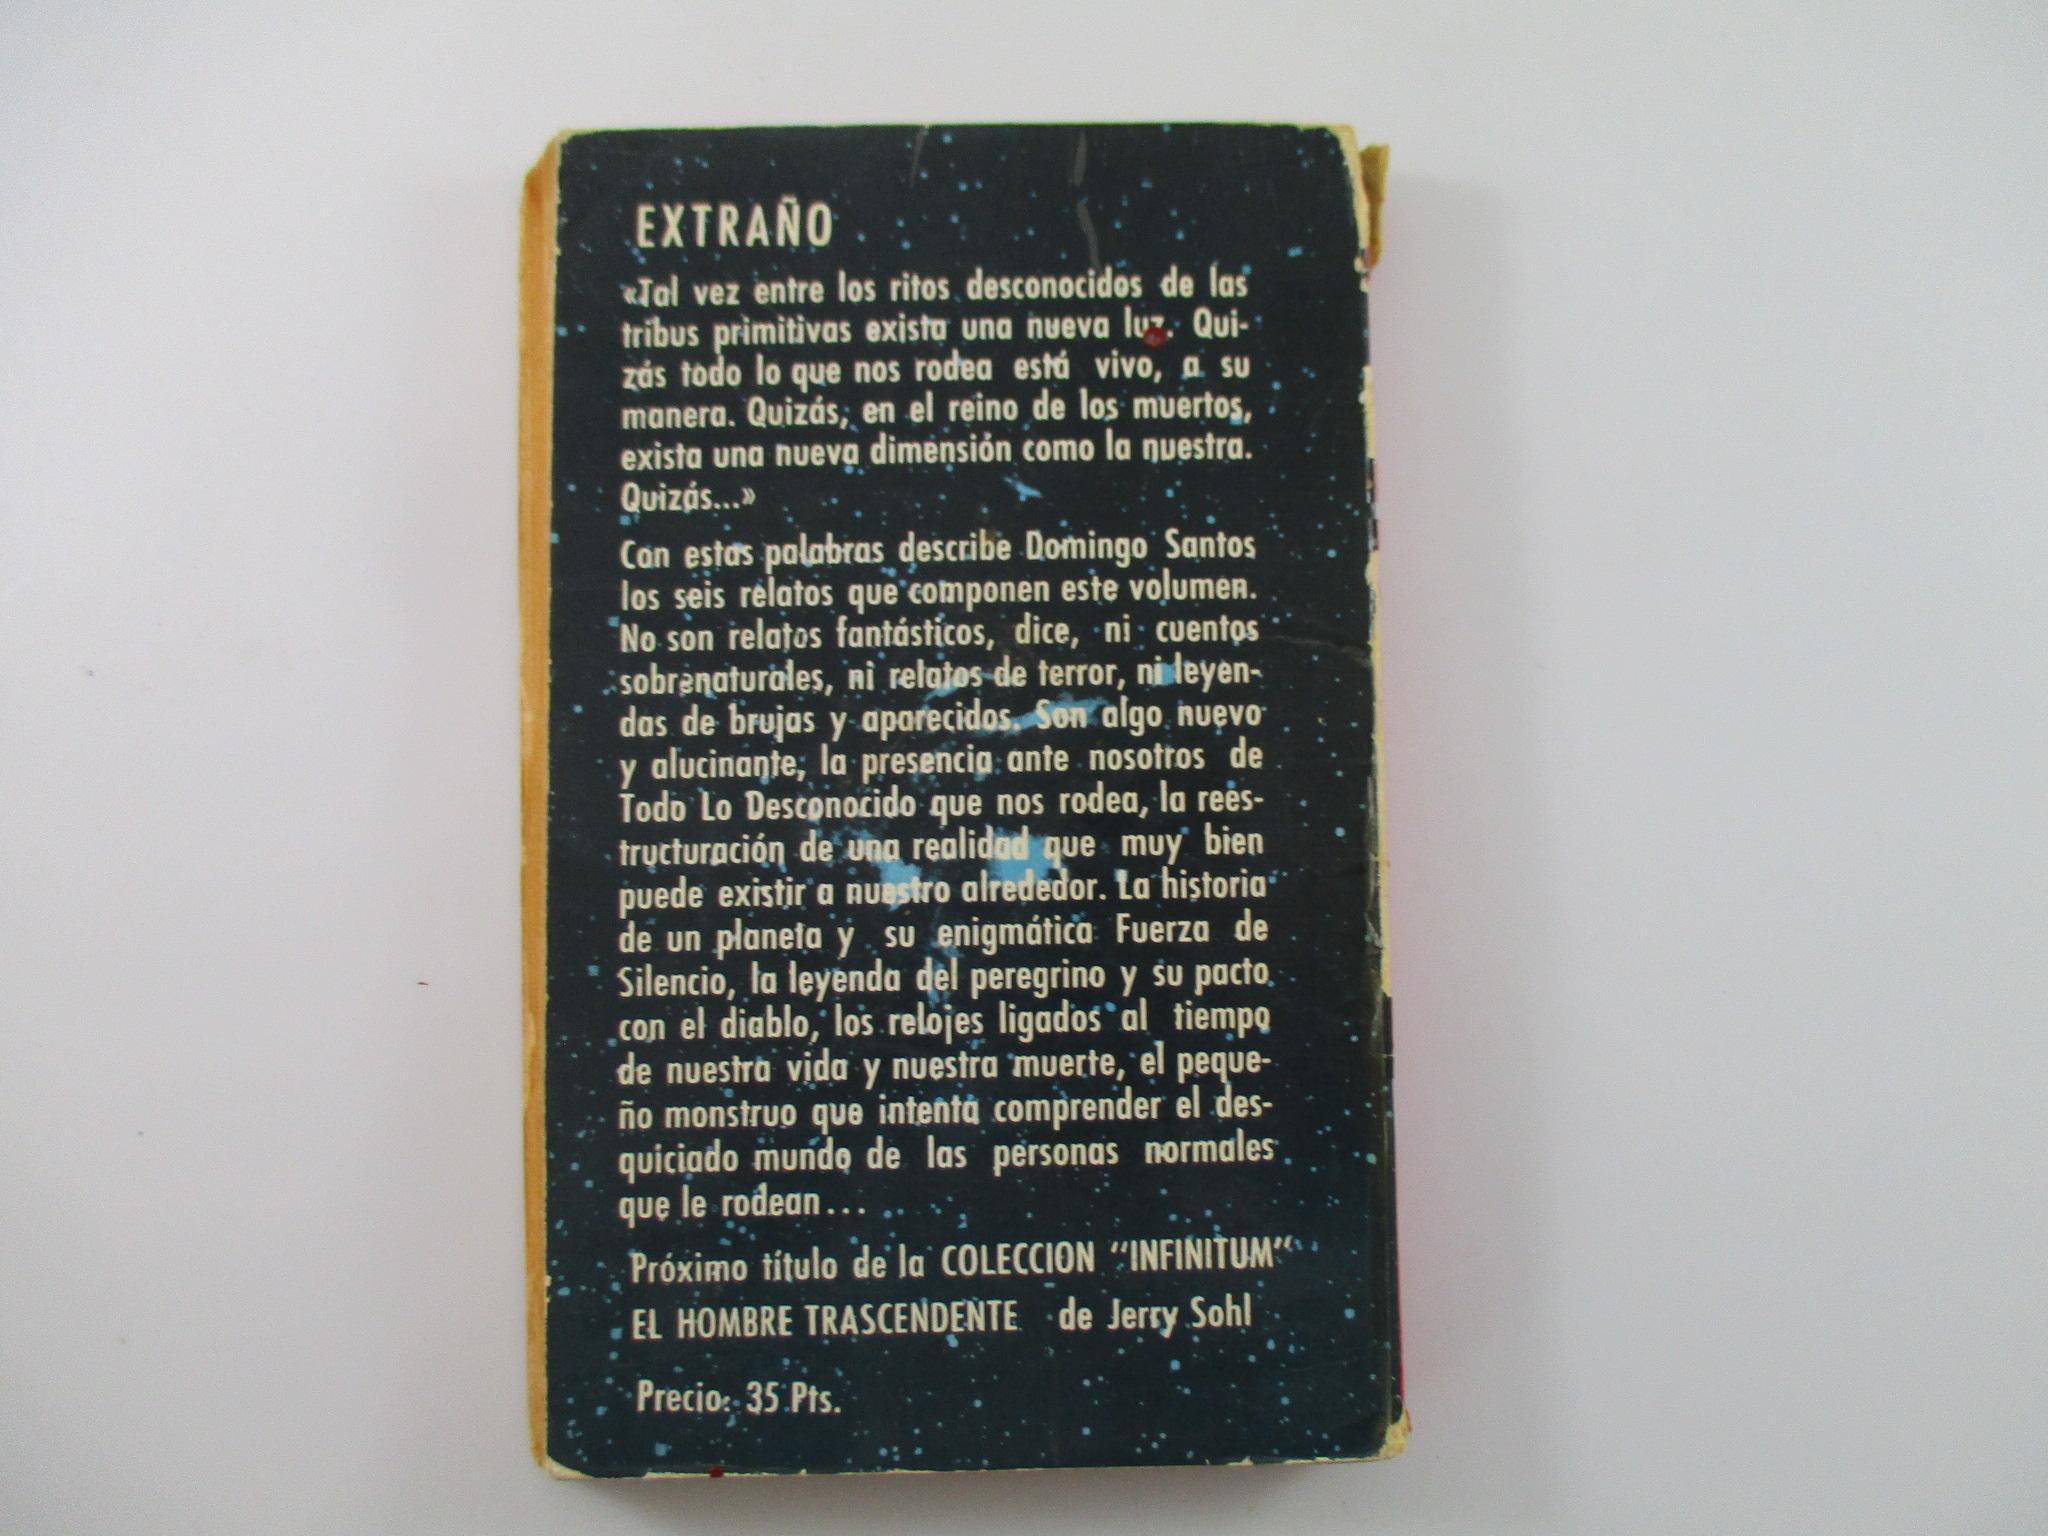 EXTRAÑO
«Tal vez entre los ritos desconocidos de las
tribus primitivas exista una nueva luz. Qui-
zás todo lo que nos rodea está vivo, a su
manera. Quizás, en el reino de los muertos,
exista una nueva dimensión como la nuestra.
Quizás...»
Con estas palabras describe Domingo Santos
los seis relatos que componen este volumen.
No son relatos fantásticos, dice, ni cuentos
sobrenaturales, ni relatos de terror, ni leyen-
das de brujas y aparecidos. Son algo nuevo
y alucinante, la presencia ante nosotros de
Todo Lo Desconocido que nos rodea, la rees-
tructuración de una realidad que muy bien
puede existir a nuestro alrededor. La historia
de un planeta y su enigmática Fuerza de
Silencio, la leyenda del peregrino y su pacto
con el diablo, los relojes ligados al tiempo
de nuestra vida y nuestra muerte, el peque-
ño monstruo que intenta comprender el des-
quiciado mundo de las personas normales
que le rodean...
Próximo título de la COLECCION "INFINITUM"
EL HOMBRE TRASCENDENTE de Jerry Sohl
Precio: 35 Pts.